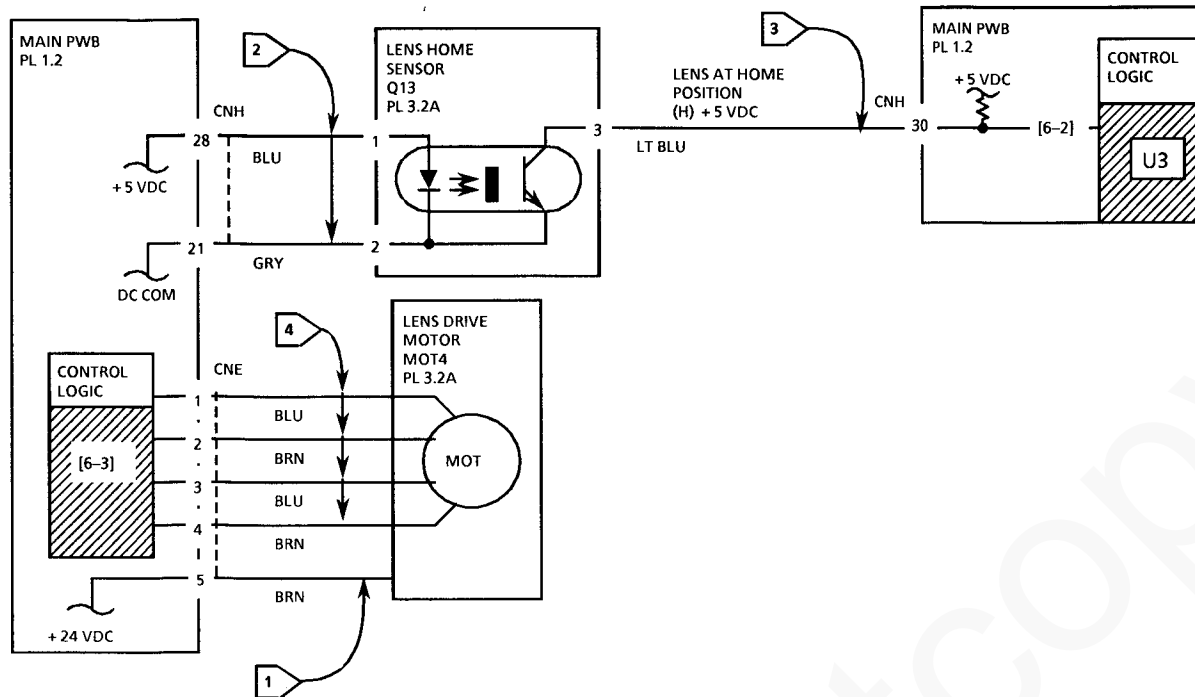 MAIN PWB
PL 1.2
CNH
28
+ 5 VDC
21
DC COM
BLU
GRY
2
LENS HOME
SENSOR
Q13
PL 3.2A
1
2
3
LENS AT HOME
POSITION
(H) + 5 VDC
LT BLU
3
CNH
30
MAIN PWB
PL 1.2
+ 5 VDC
[6–2]
CONTROL
LOGIC
U3
CONTROL
LOGIC
[6–3]
CNE
1
2
3
4
5
BLU
BRN
BLU
BRN
BRN
+ 24 VDC
4
LENS DRIVE
MOTOR
MOT4
PL 3.2A
MOT
1